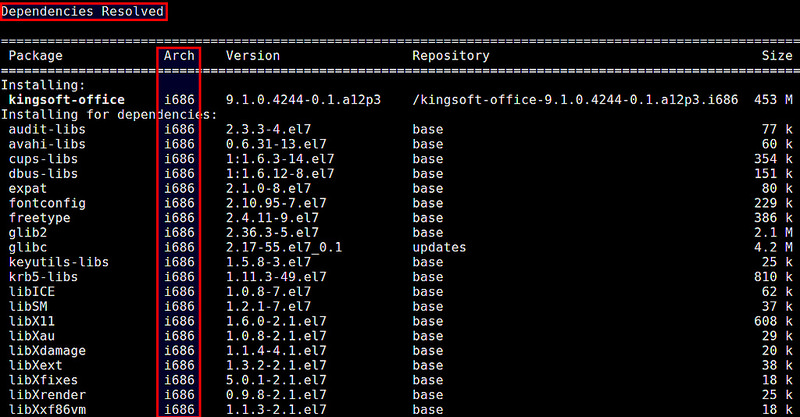 Dependencies Resolved
================================================================================
Package Arch Version Repository Size
================================================================================
Installing:
kingsoft-office i686 9.1.0.4244-0.1.a12p3 /kingsoft-office-9.1.0.4244-0.1.a12p3.i686 453 M
Installing for dependencies:
audit-libs i686 2.3.3-4.el7 base 77 k
avahi-libs i686 0.6.31-13.el7 base 60 k
cups-libs i686 1:1.6.3-14.el7 base 354 k
dbus-libs i686 1:1.6.12-8.el7 base 151 k
expat i686 2.1.0-8.el7 base 80 k
fontconfig i686 2.10.95-7.el7 base 229 k
freetype i686 2.4.11-9.el7 base 386 k
glib2 i686 2.36.3-5.el7 base 2.1 M
glibc i686 2.17-55.el7_0.1 updates 4.2 M
keyutils-libs i686 1.5.8-3.el7 base 25 k
krb5-libs i686 1.11.3-49.el7 base 810 k
libICE i686 1.0.8-7.el7 base 62 k
libSM i686 1.2.1-7.el7 base 37 k
libX11 i686 1.6.0-2.1.el7 base 608 k
libXau i686 1.0.8-2.1.el7 base 29 k
libXdamage i686 1.1.4-4.1.el7 base 20 k
libXext i686 1.3.2-2.1.el7 base 38 k
libXfixes i686 5.0.1-2.1.el7 base 18 k
libXrender i686 0.9.8-2.1.el7 base 25 k
libXxf86vm i686 1.1.3-2.1.el7 base 18 k